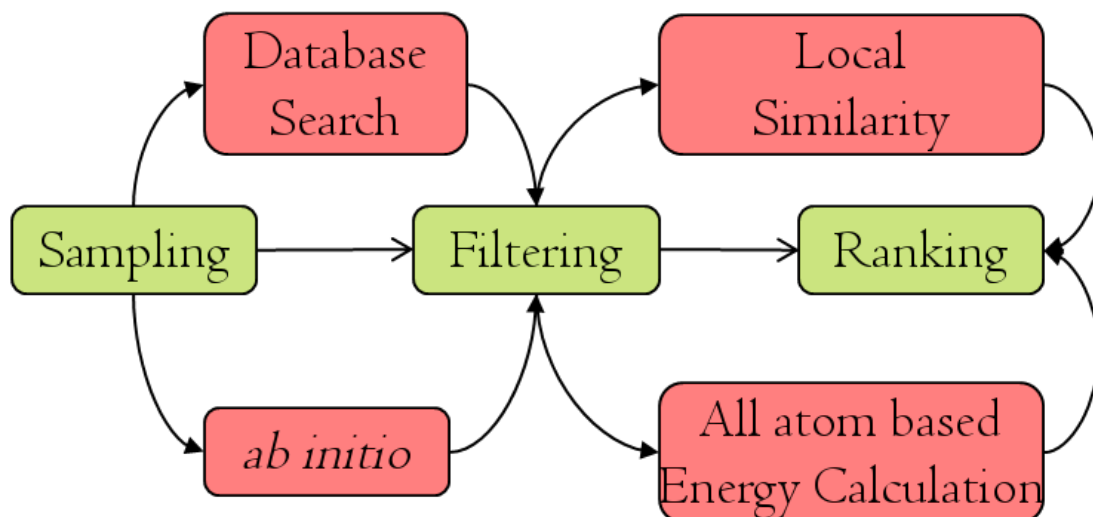 Database
Search
Local
Similarity
Sampling
Filtering
Ranking
ab initio
All atom based
Energy Calculation